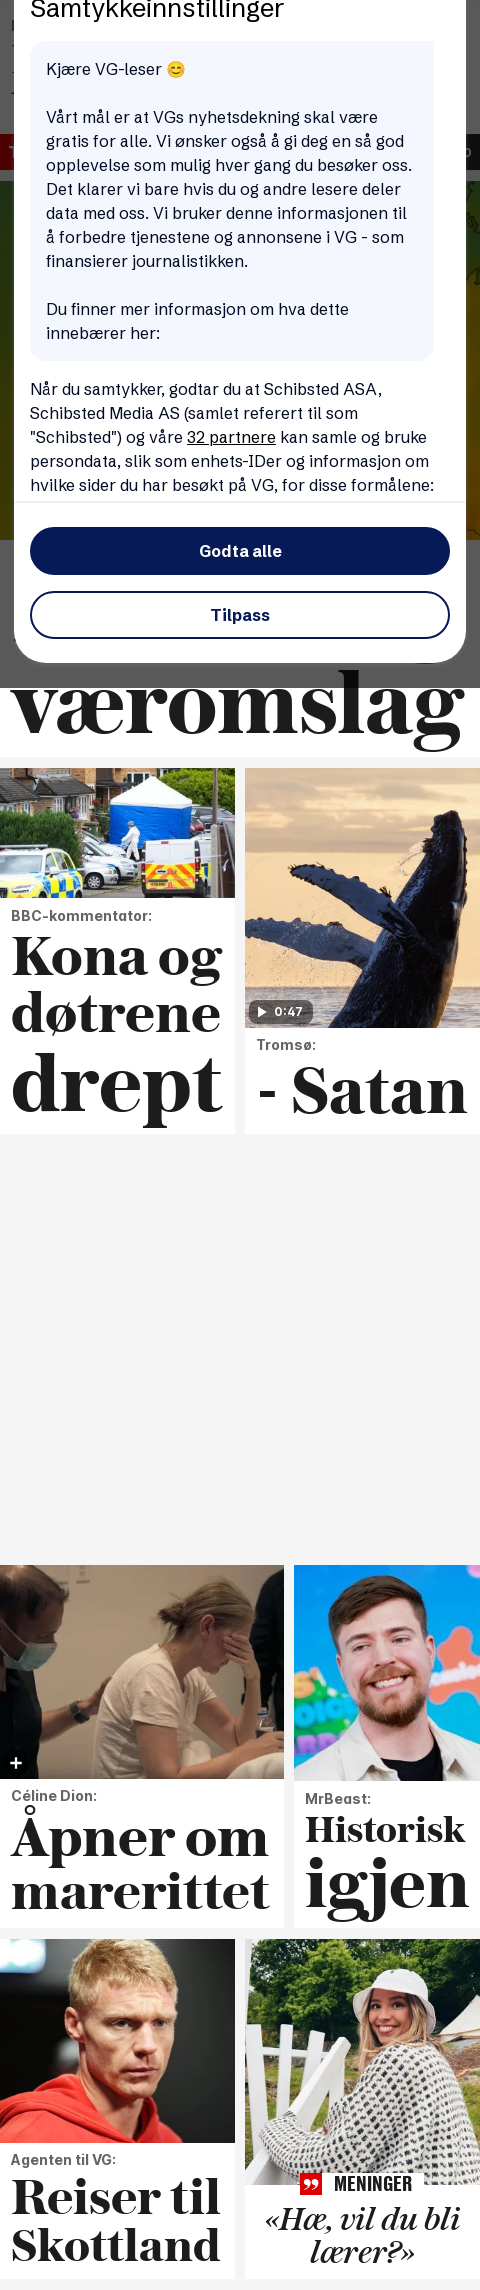 Samtykkeinnstillinger
Kjære VG-leser 😊
Vårt mål er at VGs nyhetsdekning skal være
gratis for alle. Vi ønsker også å gi deg en så god
opplevelse som mulig hver gang du besøker oss.
Det klarer vi bare hvis du og andre lesere deler
data med oss. Vi bruker denne informasjonen til
å forbedre tjenestene og annonsene i VG - som
finansierer journalistikken.
Du finner mer informasjon om hva dette
innebærer her:
Når du samtykker, godtar du at Schibsted ASA,
Schibsted Media AS (samlet referert til som
"Schibsted") og våre 32 partnere kan samle og bruke
persondata, slik som enhets-IDer og informasjon om
hvilke sider du har besøkt på VG, for disse formålene:
Godta alle
Tilpass
væromslag
BBC-kommentator:
Kona og
døtrene
drept
0:47
Tromsø:
- Satan
Céline Dion:
Åpner om
marerittet
MrBeast:
Historisk
igjen
Agenten til VG:
Reiser til
Skottland
MENINGER
«Hæ, vil du bli
lærer?»